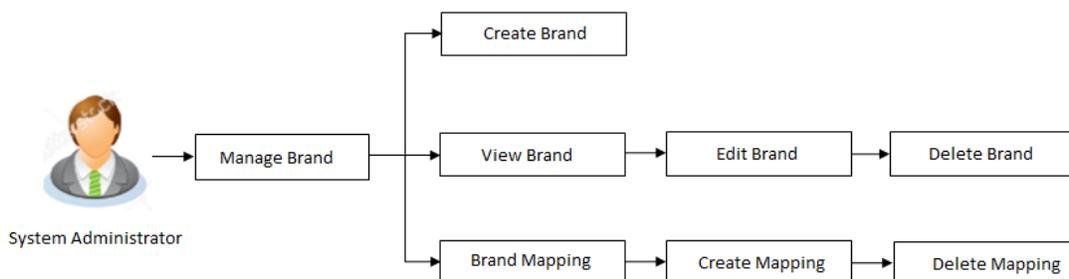 Create Brand
Manage Brand
View Brand
Edit Brand
Delete Brand
System Administrator
Brand Mapping
Create Mapping
Delete Mapping